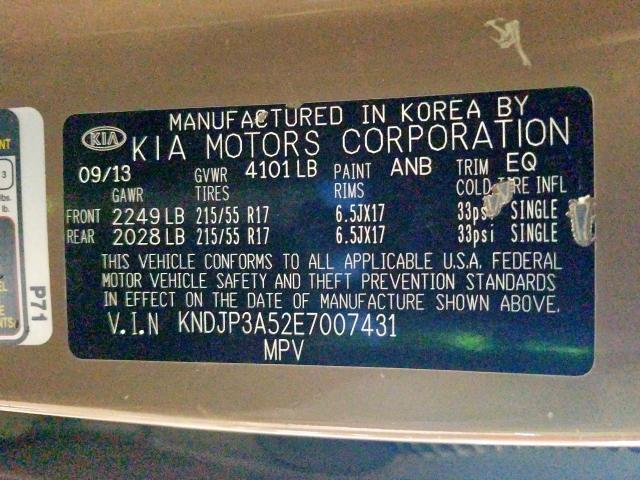 MANUFACTURED IN KOREA BY
KIA KIA MOTORS CORPORATION
09/13 GVWR 4101LB PAINT ANB TRIM EQ
GAWR TIRES RIMS COLD TIRE INFL
FRONT 2249LB 215/55 R17 6.5JX17 33psi SINGLE
REAR 2028LB 215/55 R17 6.5JX17 33psi SINGLE
THIS VEHICLE CONFORMS TO ALL APPLICABLE U.S.A. FEDERAL
MOTOR VEHICLE SAFETY AND THEFT PREVENTION STANDARDS
IN EFFECT ON THE DATE OF MANUFACTURE SHOWN ABOVE.
V.I.N KNDJP3A52E7007431
MPV
P71
3
lbs.
lb.